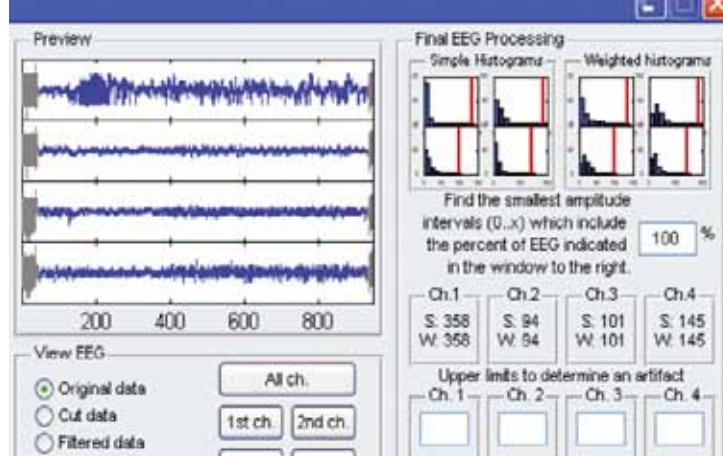 Preview
200 400 600 800
View EEG
Original data
Cut data
Filtered data
All ch.
1st ch. 2nd ch.
Final EEG Processing
Simple Histograms
Weighted histograms
Find the smallest amplitude
intervals (0..x) which include
the percent of EEG indicated
in the window to the right.
100 %
Ch.1 Ch.2 Ch.3 Ch.4
S: 358 S: 94 S: 101 S: 145
W: 358 W: 94 W: 101 W: 145
Upper limits to determine an artifact
Ch. 1 Ch. 2 Ch. 3 Ch. 4